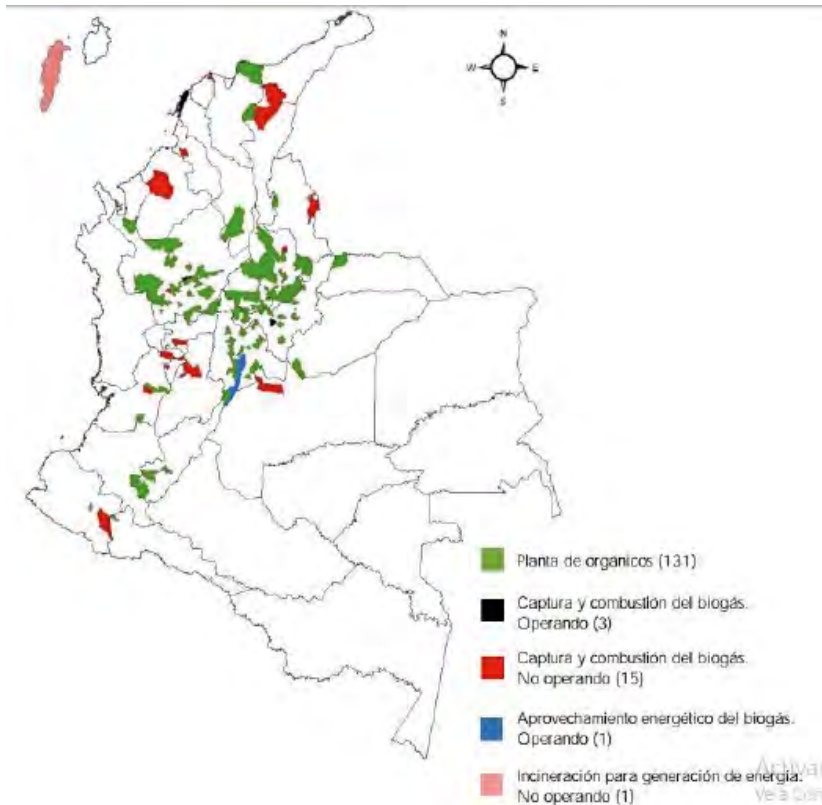 N
W E
S
Planta de orgánicos (131)
Captura y combustión del biogás.
Operando (3)
Captura y combustión del biogás.
No operando (15)
Aprovechamiento energético del biogás.
Operando (1)
Incineración para generación de energía:
No operando (1)